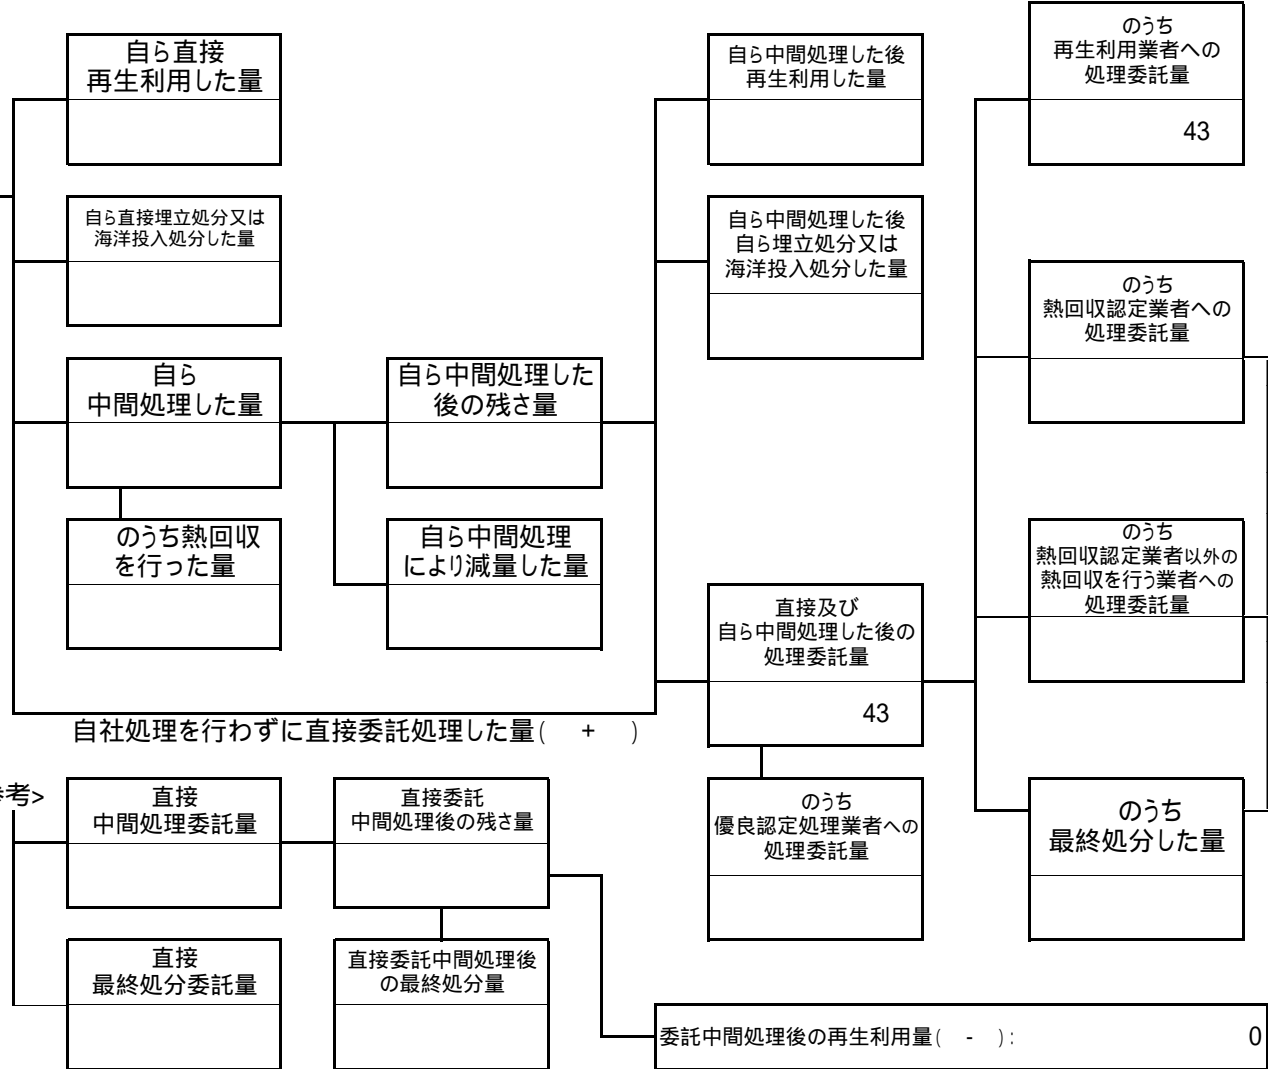 自ら直接
再生利用した量
自ら中間処理した後
再生利用した量
のうち
再生利用業者への
処理委託量
43
自ら直接埋立処分又は
海洋投入処分した量
自ら中間処理した後
自ら埋立処分又は
海洋投入処分した量
のうち
熱回収認定業者への
処理委託量
自ら
中間処理した量
自ら中間処理した
後の残さ量
のうち熱回収
を行った量
自ら中間処理
により減量した量
のうち
熱回収認定業者以外の
熱回収を行う業者への
処理委託量
直接及び
自ら中間処理した後の
処理委託量
43
自社処理を行わずに直接委託処理した量( + )
考>
直接
中間処理委託量
直接委託
中間処理後の残さ量
のうち
優良認定処理業者への
処理委託量
のうち
最終処分した量
直接
最終処分委託量
直接委託中間処理後
の最終処分量
委託中間処理後の再生利用量( - ): 0